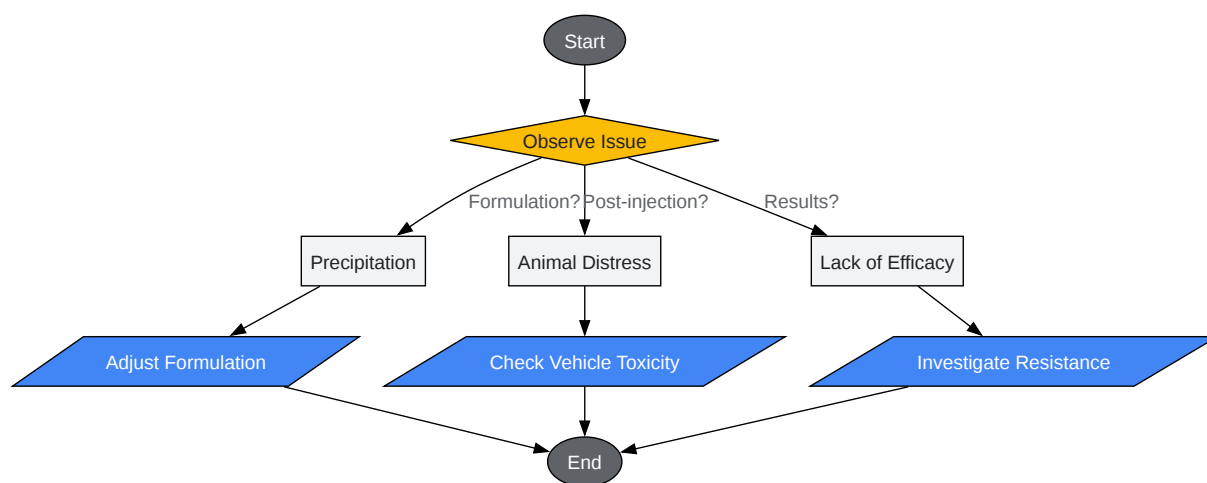 Start
Observe Issue
Formulation?
Post-injection?
Results?
Precipitation
Animal Distress
Lack of Efficacy
Adjust Formulation
Check Vehicle Toxicity
Investigate Resistance
End